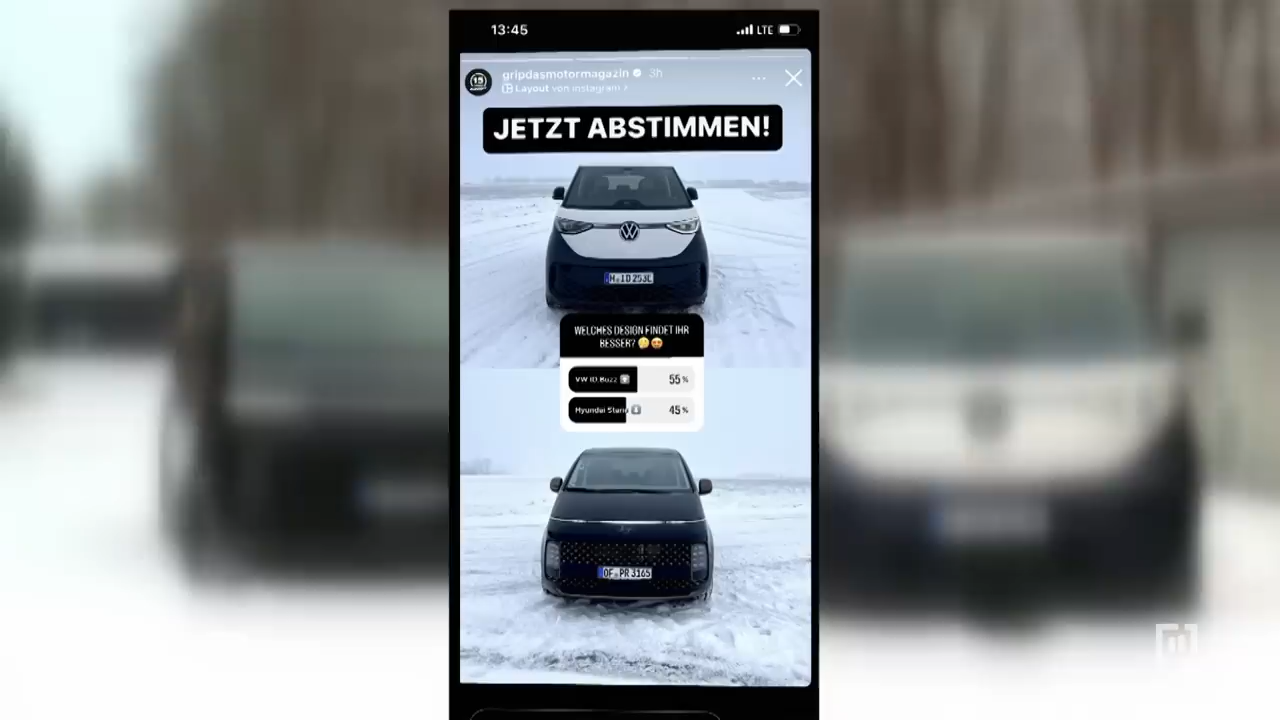 13:45
LTE
gripdasmotormagazin 3h
Layout von Instagram
JETZT ABSTIMMEN!
H ID 253E
WELCHES DESIGN FINDET IHR
BESSER? 🤔😍
VW ID.Buzz ⬆️ 55%
Hyundai Staria ⬇️ 45%
OF PR 3165